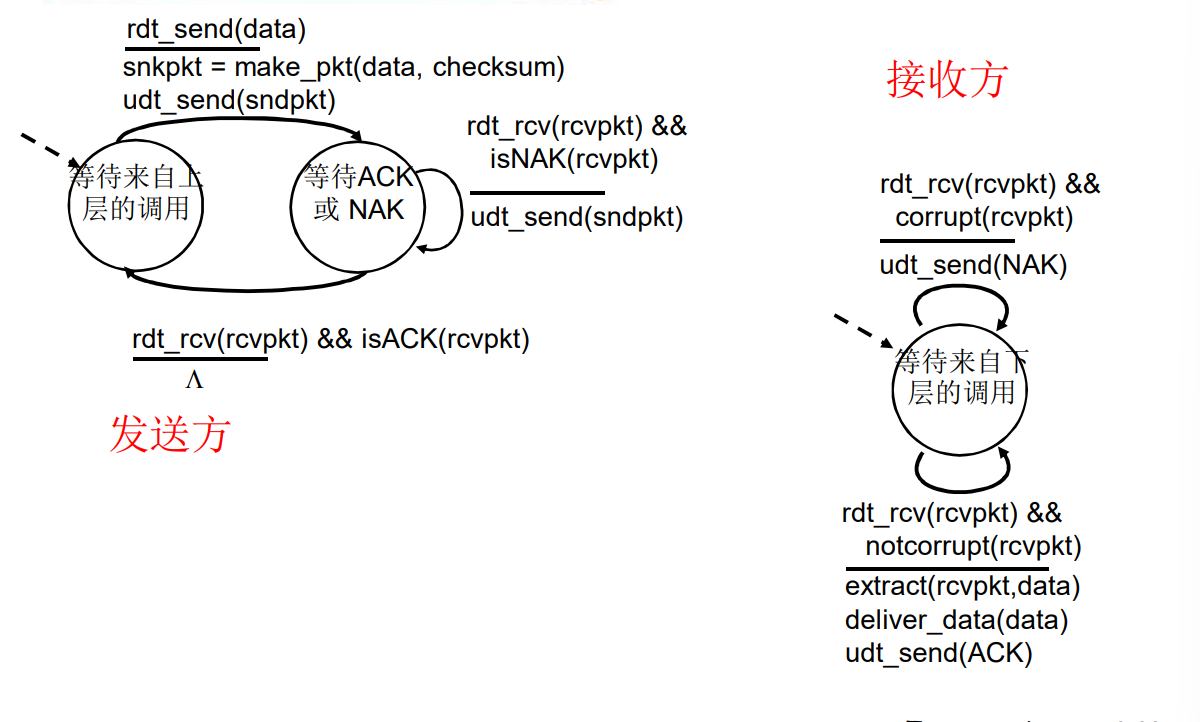 rdt_send(data)
snkpkt = make_pkt(data, checksum)
udt_send(sndpkt)
等待来自上
层的调用
等待ACK
或 NAK
rdt_rcv(rcvpkt) &&
isNAK(rcvpkt)
udt_send(sndpkt)
rdt_rcv(rcvpkt) && isACK(rcvpkt)
Λ
发送方
接收方
rdt_rcv(rcvpkt) &&
corrupt(rcvpkt)
udt_send(NAK)
等待来自下
层的调用
rdt_rcv(rcvpkt) &&
notcorrupt(rcvpkt)
extract(rcvpkt,data)
deliver_data(data)
udt_send(ACK)